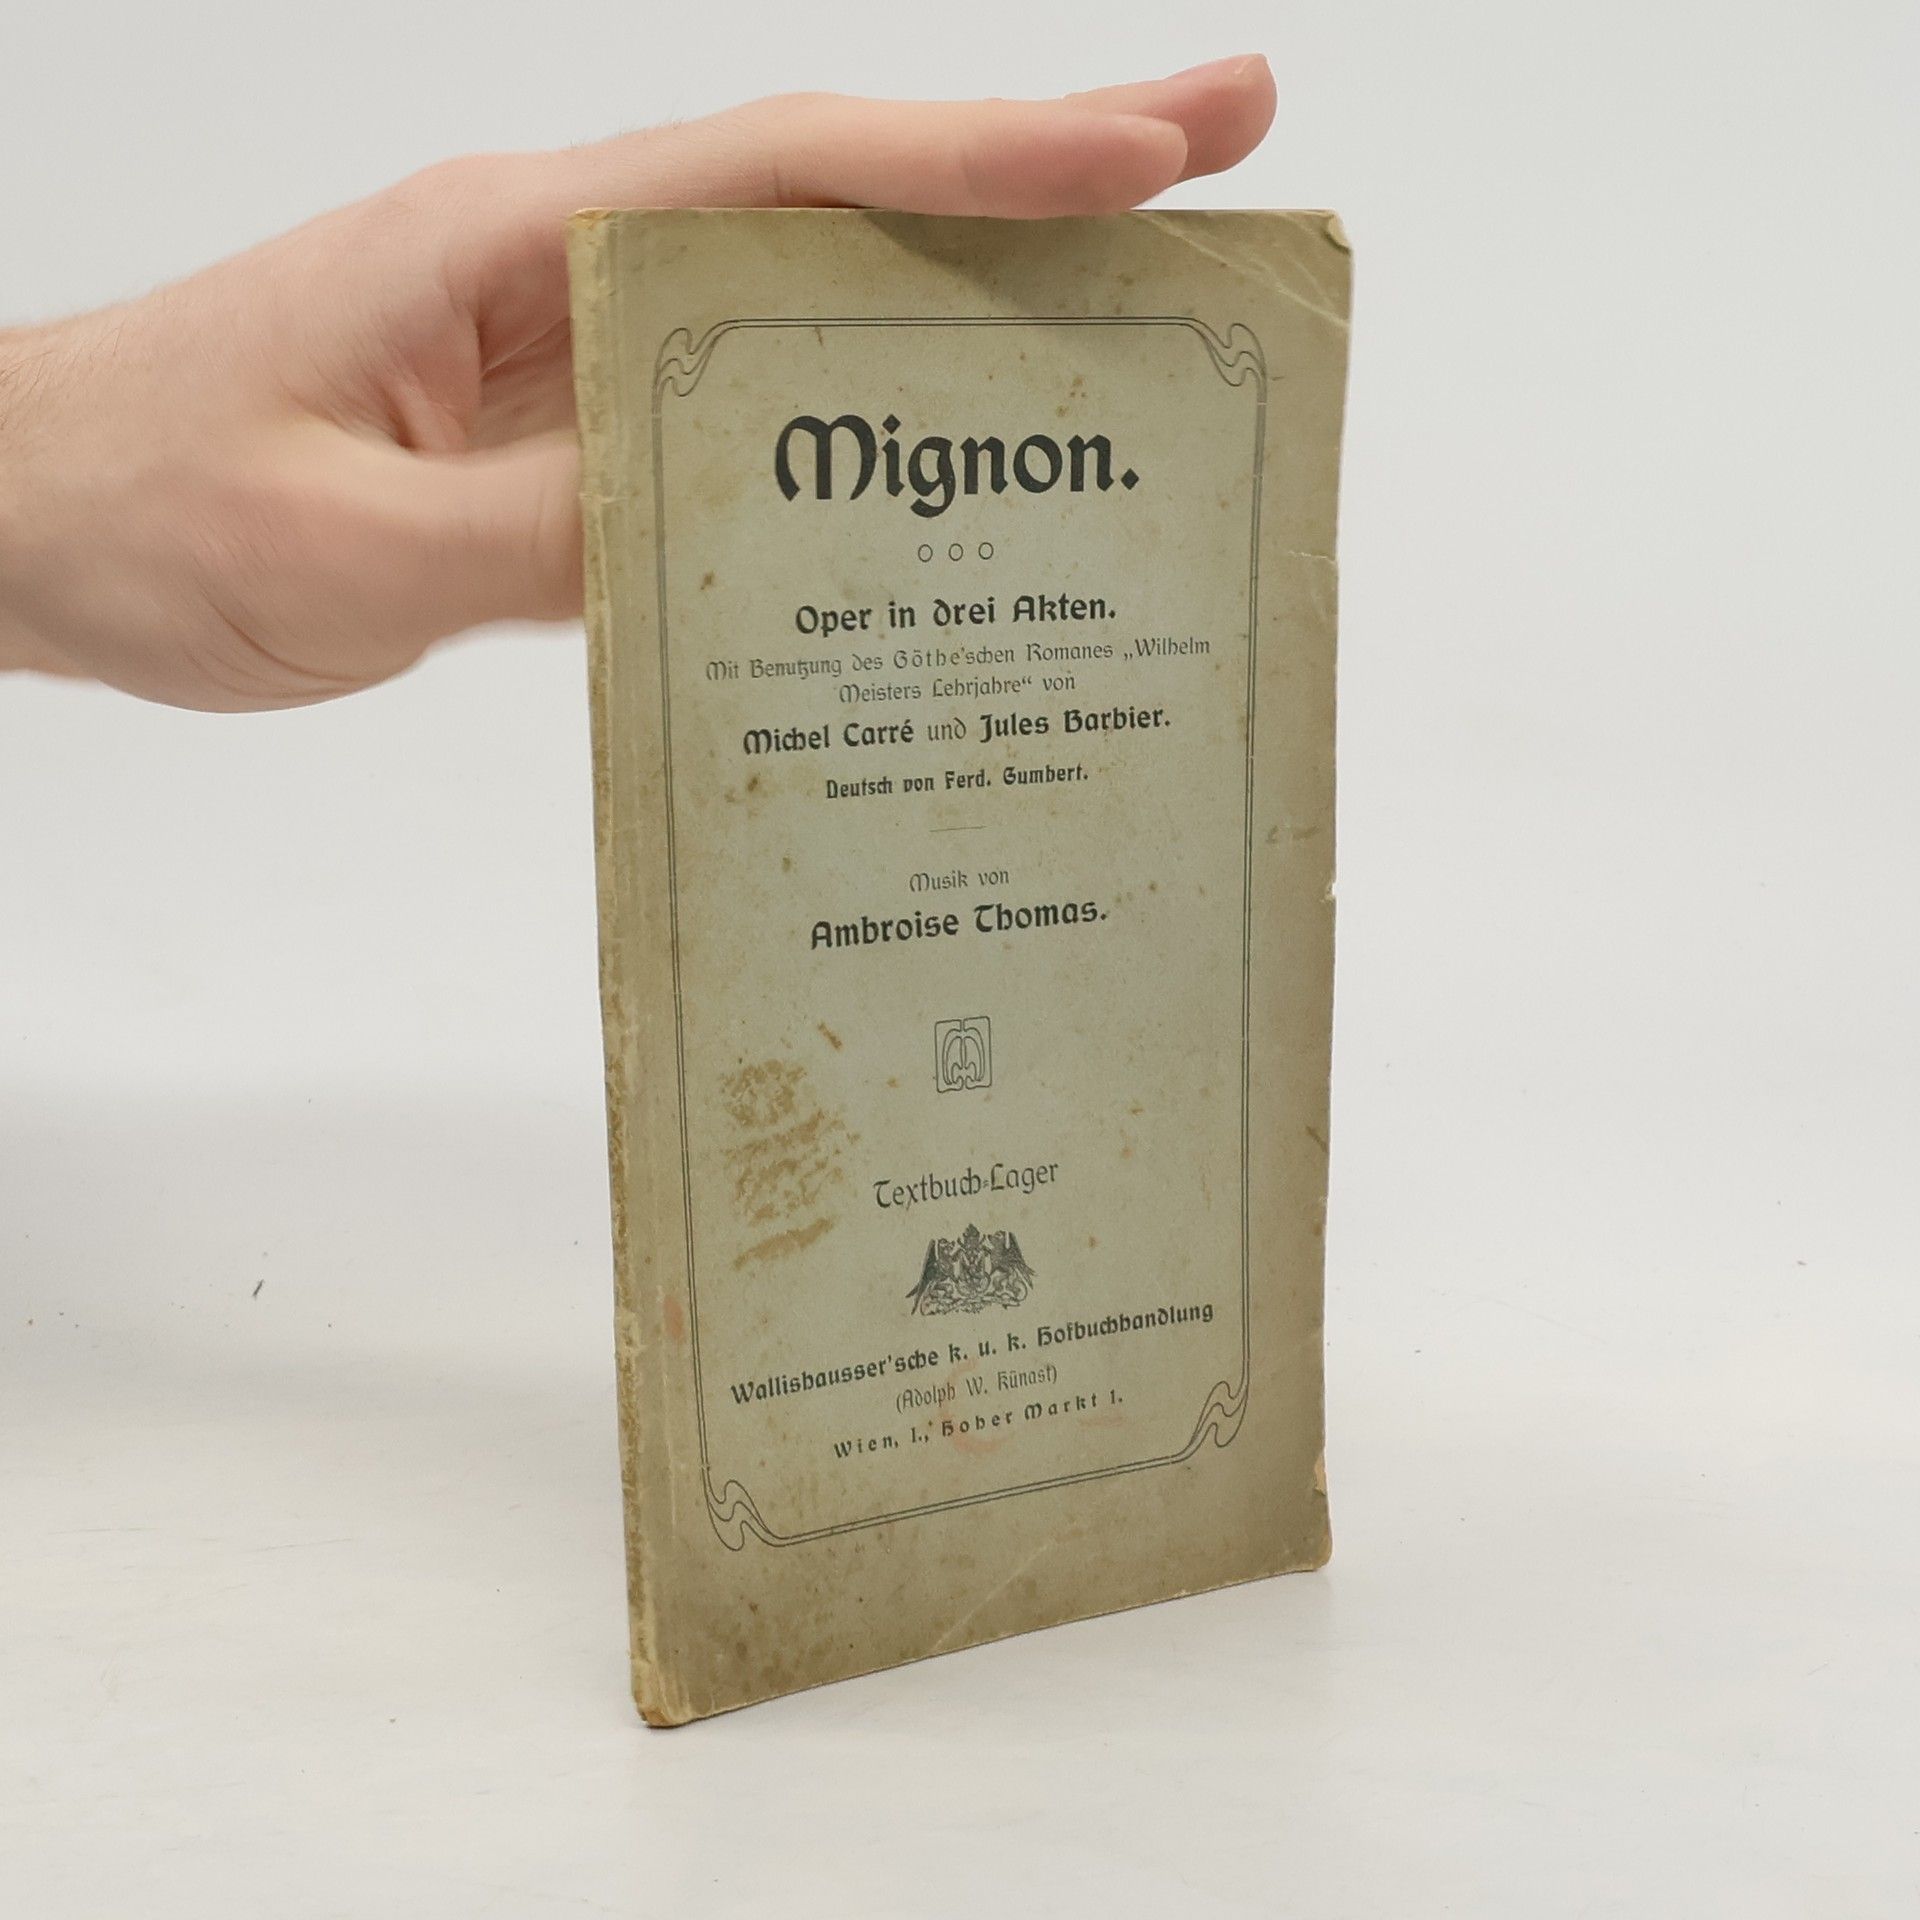 Mignon.
Oper in drei Akten.
Mit Benutzung des Göthe'schen Romanes „Wilhelm
Meisters Lehrjahre“ von
Michel Carré und Jules Barbier.
Deutsch von Ferd. Gumbert.
Musik von
Ambroise Thomas.
Textbuch=Lager
Wallishausser'sche k. u. k. Hofbuchhandlung
(Adolph W. Künast)
Wien, I., Hoher Markt 1.